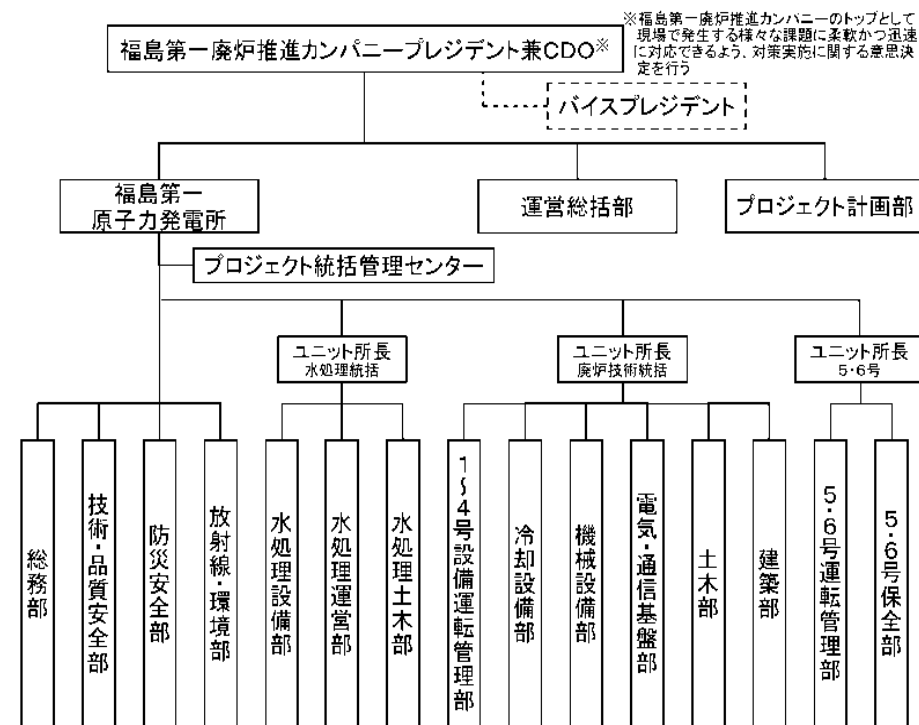 福島第一廃炉推進カンパニープレジデント兼CDO※
※福島第一廃炉推進カンパニーのトップとして
現場で発生する様々な課題に柔軟かつ迅速
に対応できるよう、対策実施に関する意思決
定を行う
バイスプレジデント
福島第一
原子力発電所
運営総括部
プロジェクト計画部
プロジェクト統括管理センター
ユニット所長
水処理統括
ユニット所長
廃炉技術統括
ユニット所長
5・6号
総務部
技術・品質安全部
防災安全部
放射線・環境部
水処理設備部
水処理運営部
水処理土木部
1～4号設備運転管理部
冷却設備部
機械設備部
電気・通信基盤部
土木部
建築部
5・6号運転管理部
5・6号保全部